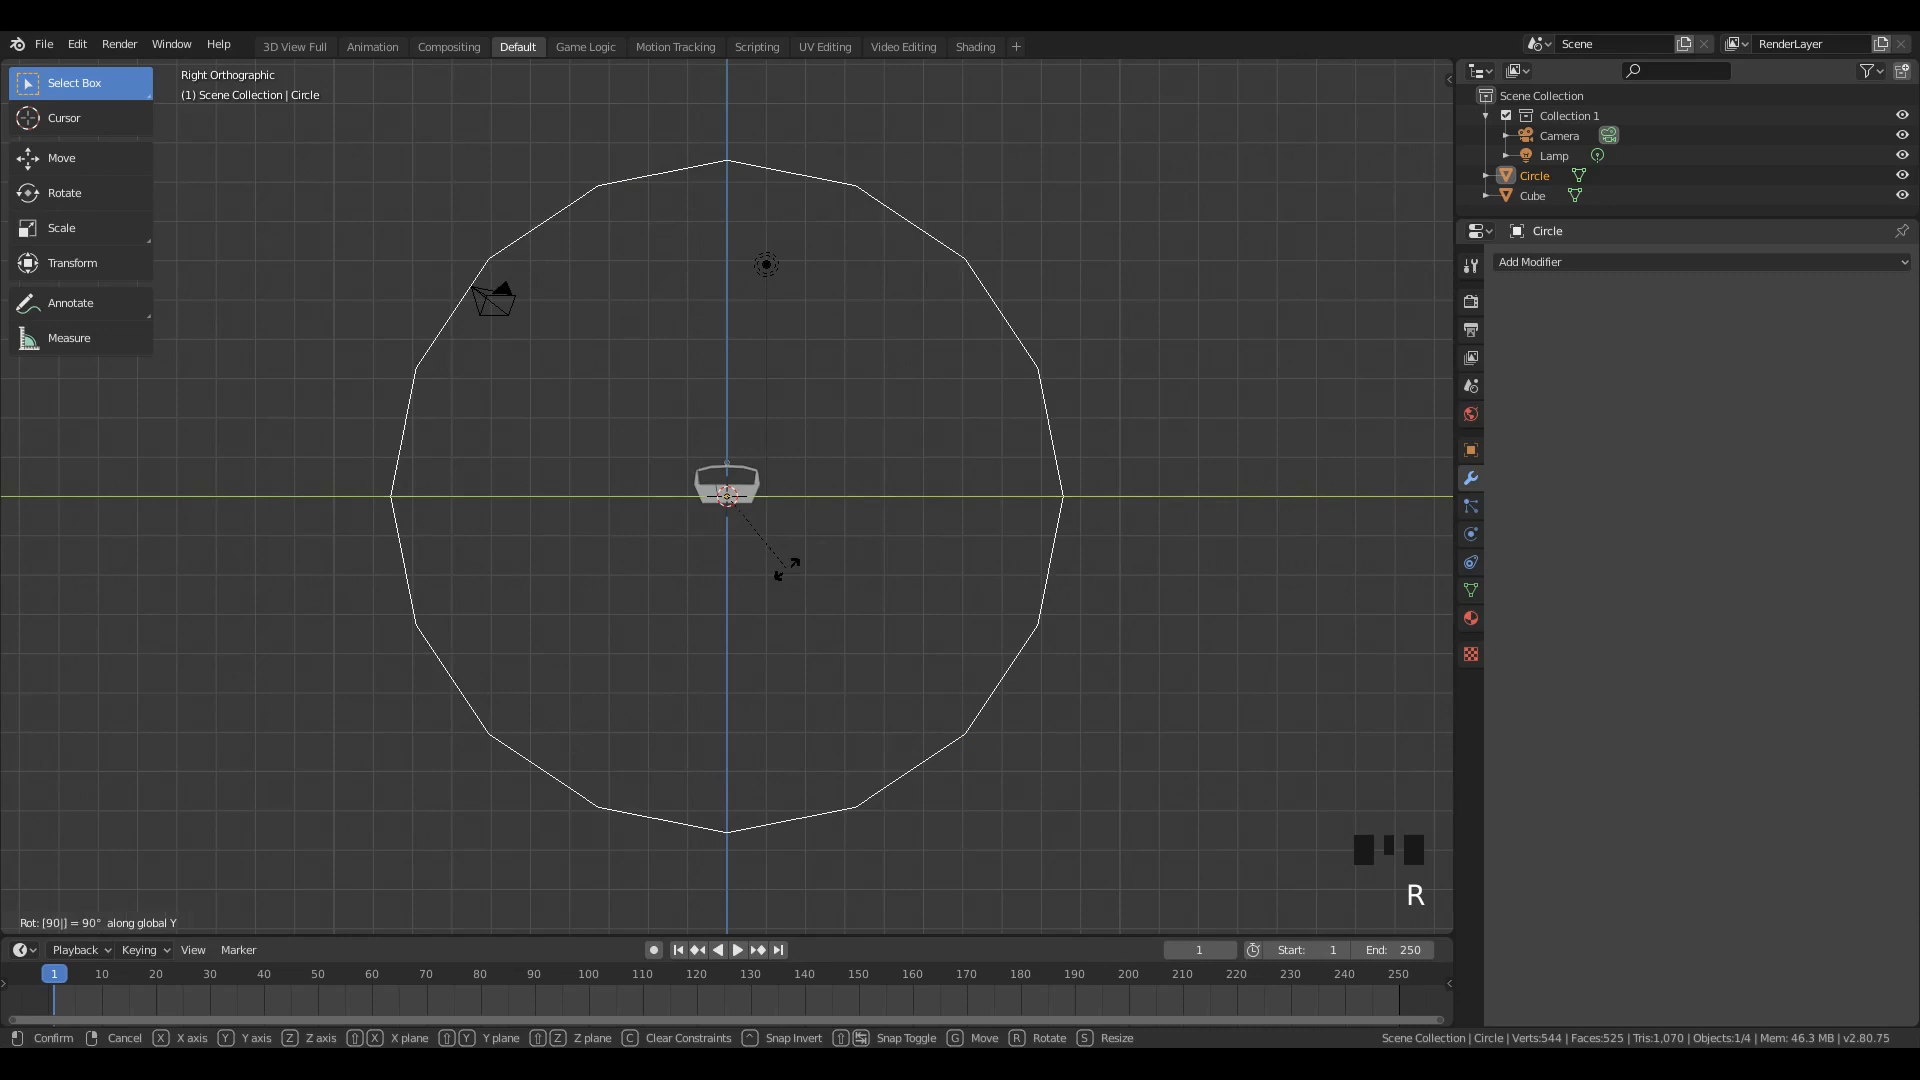 File Edit Render Window Help 3D View Full Animation Compositing Default Game Logic Motion Tracking Scripting UV Editing Video Editing Shading + Scene RenderLayer
Select Box
Cursor
Move
Rotate
Scale
Transform
Annotate
Measure
Right Orthographic
(1) Scene Collection | Circle
Scene Collection
Collection 1
Camera
Lamp
Circle
Cube
Circle
Add Modifier
R
Rot: [90|] = 90° along global Y
Playback Keying View Marker 1 Start: 1 End: 250
1 10 20 30 40 50 60 70 80 90 100 110 120 130 140 150 160 170 180 190 200 210 220 230 240 250
Confirm Cancel X X axis Y Y axis Z Z axis X X plane Y Y plane Z Z plane C Clear Constraints ^ Snap Invert Snap Toggle G Move R Rotate S Resize Scene Collection | Circle | Verts:544 | Faces:525 | Tris:1,070 | Objects:1/4 | Mem: 46.3 MB | v2.80.75